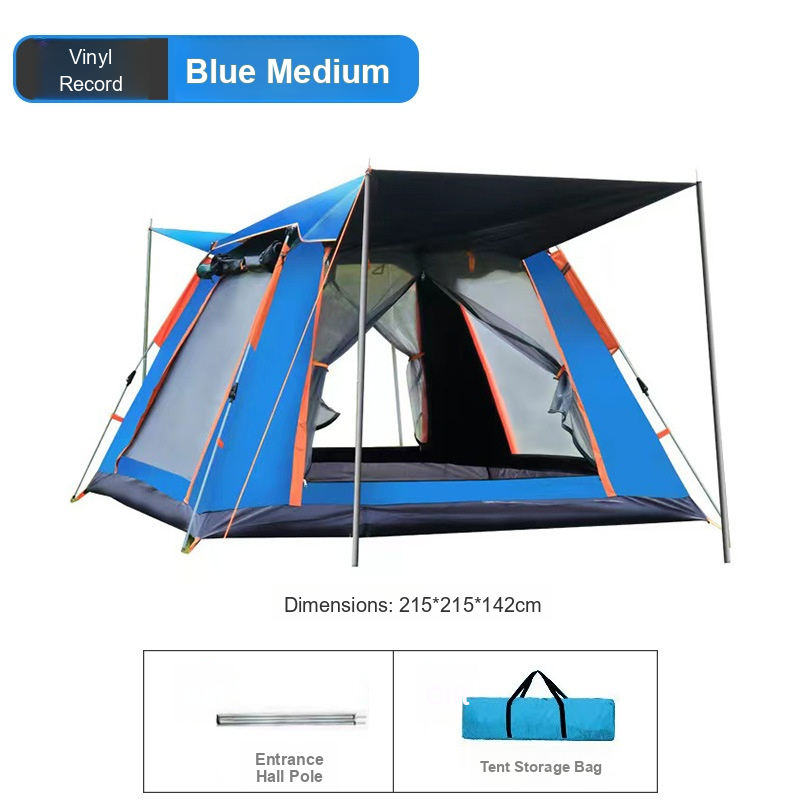 Vinyl
Record
Blue Medium
Dimensions: 215*215*142cm
Entrance
Hall Pole
Tent Storage Bag